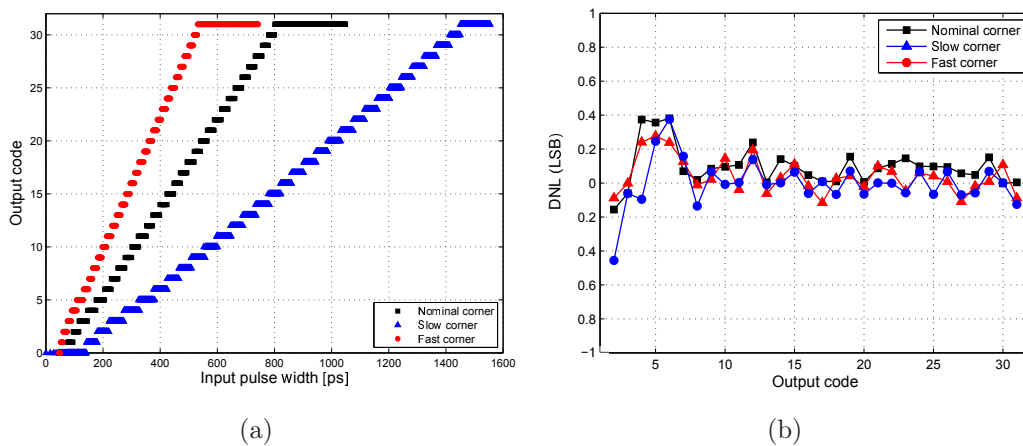 30
25
20
15
10
5
0
Output code
0 200 400 600 800 1000 1200 1400 1600
Input pulse width [ps]
Nominal corner
Slow corner
Fast corner
(a)
1
0.8
0.6
0.4
0.2
0
0.2
0.4
0.6
0.8
−1
DNL (LSB)
5 10 15 20 25 30
Output code
Nominal corner
Slow corner
Fast corner
(b)